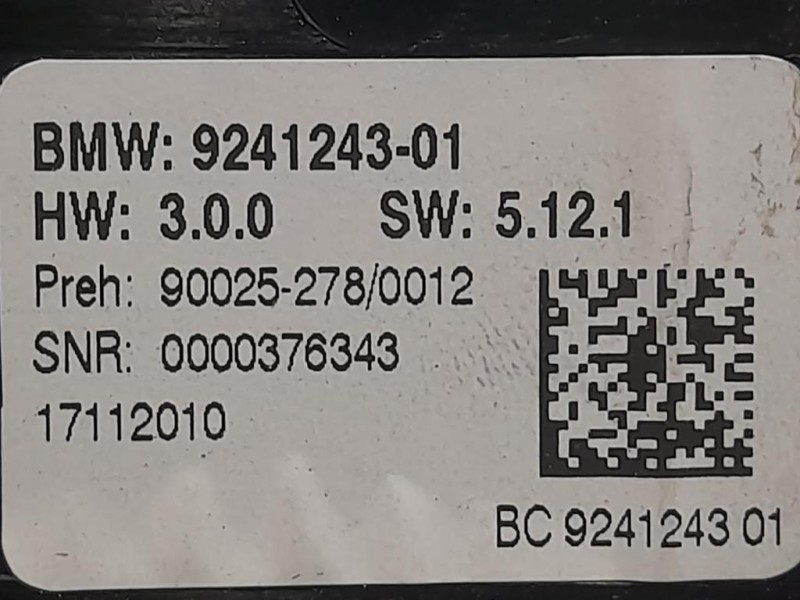 BMW: 9241243-01
HW: 3.0.0 SW: 5.12.1
Preh: 90025-278/0012
SNR: 0000376343
17112010
BC 9241243 01